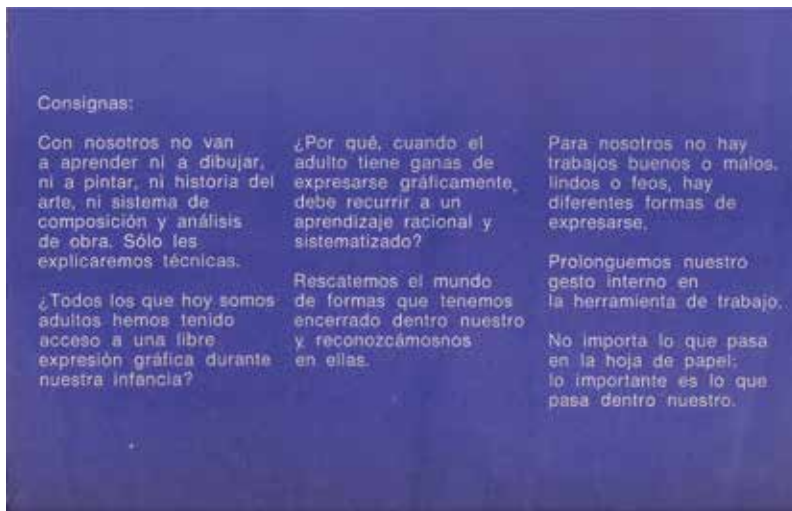 Consignas:
Con nosotros no van
a aprender ni a dibujar,
ni a pintar, ni historia del
arte, ni sistema de
composición y análisis
de obra. Sólo les
explicaremos técnicas.
¿Todos los que hoy somos
adultos hemos tenido
acceso a una libre
expresión gráfica durante
nuestra infancia?
¿Por qué, cuando el
adulto tiene ganas de
expresarse gráficamente,
debe recurrir a un
aprendizaje racional y
sistematizado?
Rescatemos el mundo
de formas que tenemos
encerrado dentro nuestro
y reconozcámosnos
en ellas.
Para nosotros no hay
trabajos buenos o malos,
lindos o feos, hay
diferentes formas de
expresarse.
Prolonguemos nuestro
gesto interno en
la herramienta de trabajo.
No importa lo que pasa
en la hoja de papel:
lo importante es lo que
pasa dentro nuestro.